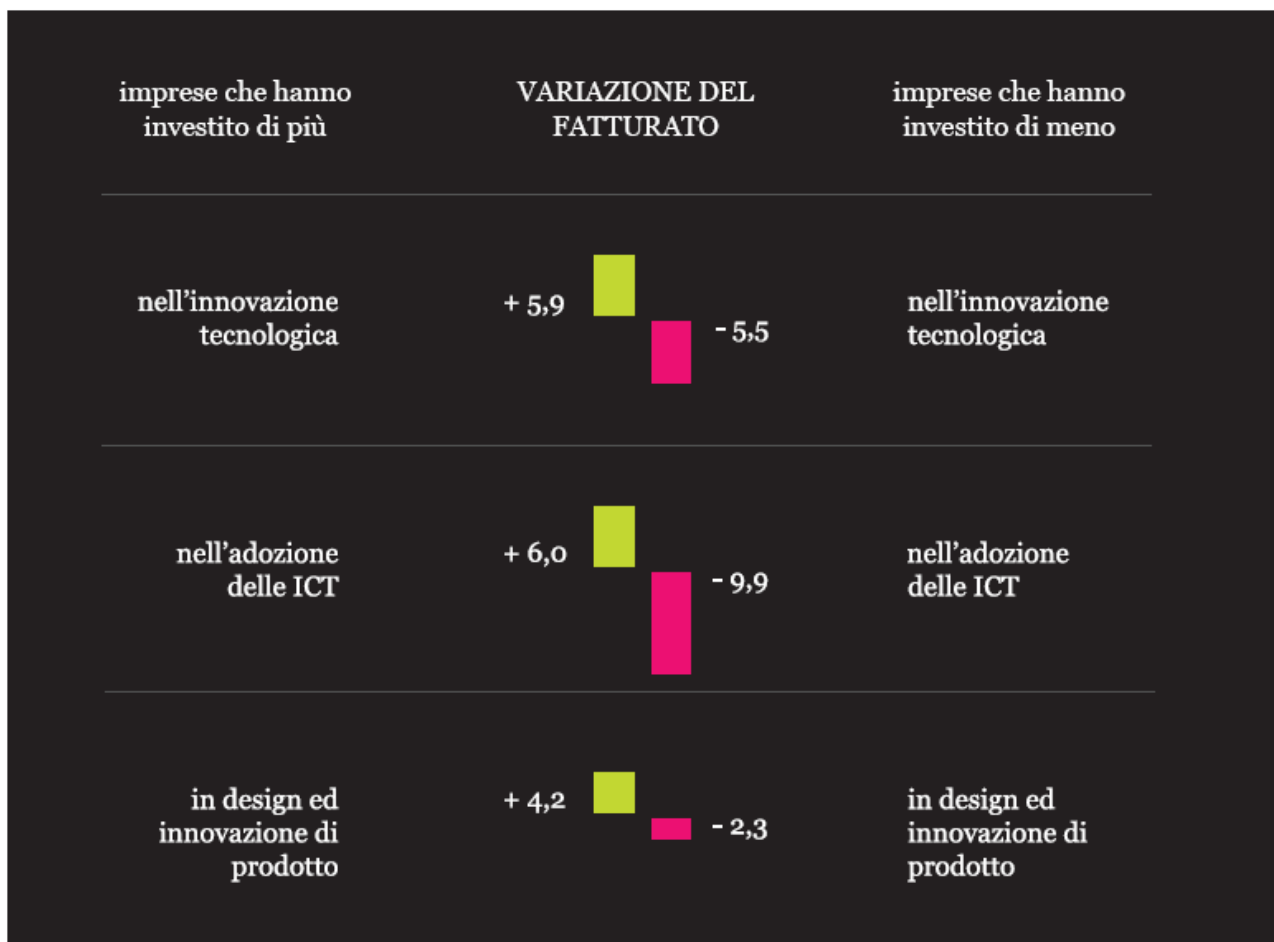 imprese che hanno
investito di più
VARIAZIONE DEL
FATTURATO
imprese che hanno
investito di meno
nell'innovazione
tecnologica
+ 5,9
- 5,5
nell'innovazione
tecnologica
nell'adozione
delle ICT
+ 6,0
- 9,9
nell'adozione
delle ICT
in design ed
innovazione di
prodotto
+ 4,2
- 2,3
in design ed
innovazione di
prodotto